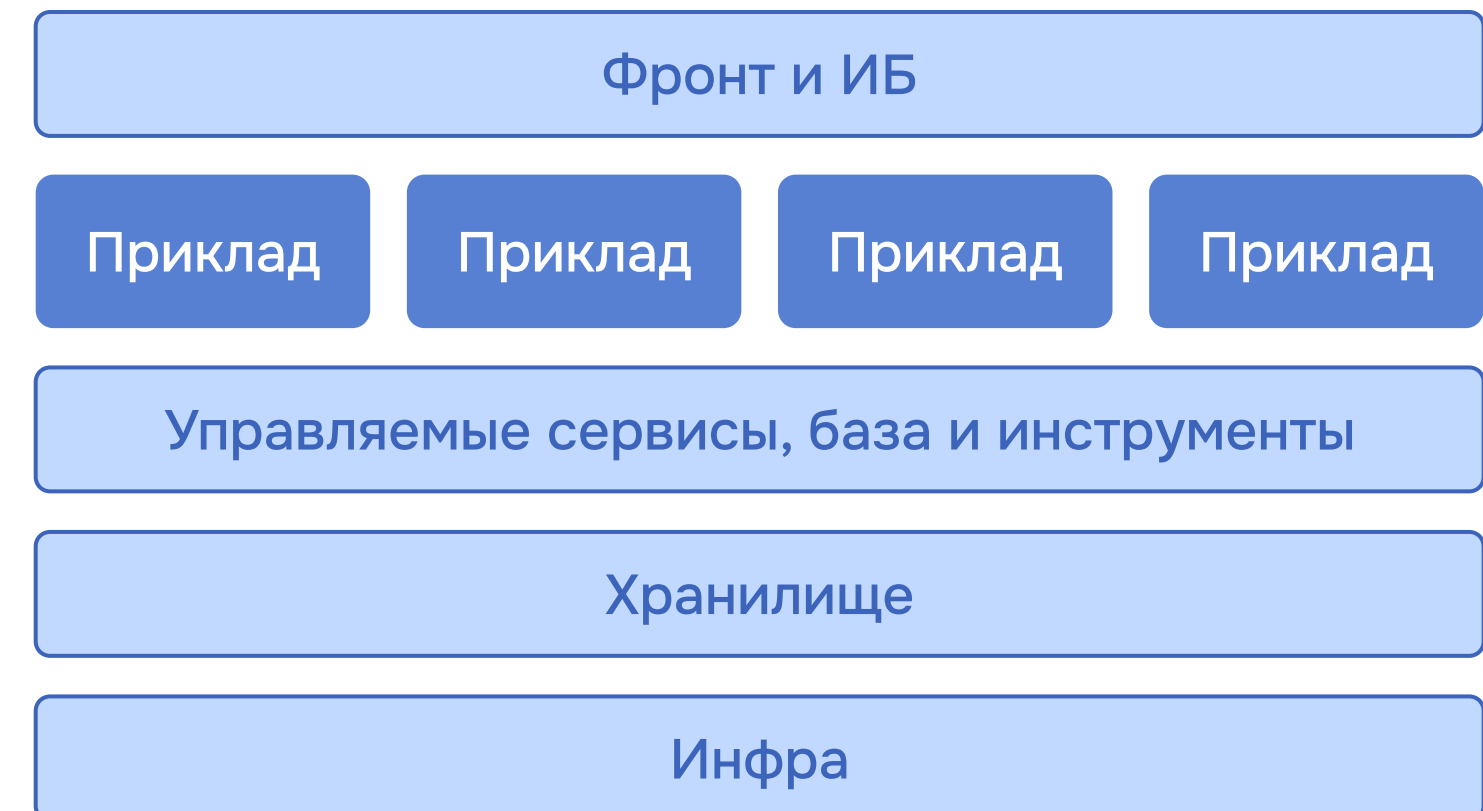 Фронт и ИБ
Приклад Приклад Приклад Приклад
Управляемые сервисы, база и инструменты
Хранилище
Инфра